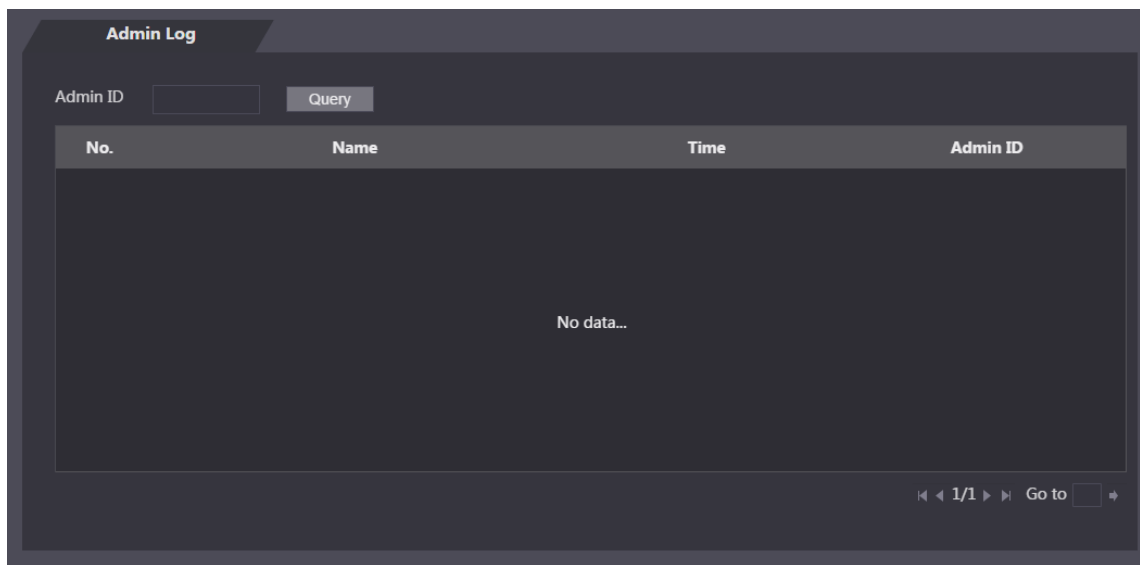 Admin Log
Admin ID Query
No. Name Time Admin ID
No data...
1/1 Go to